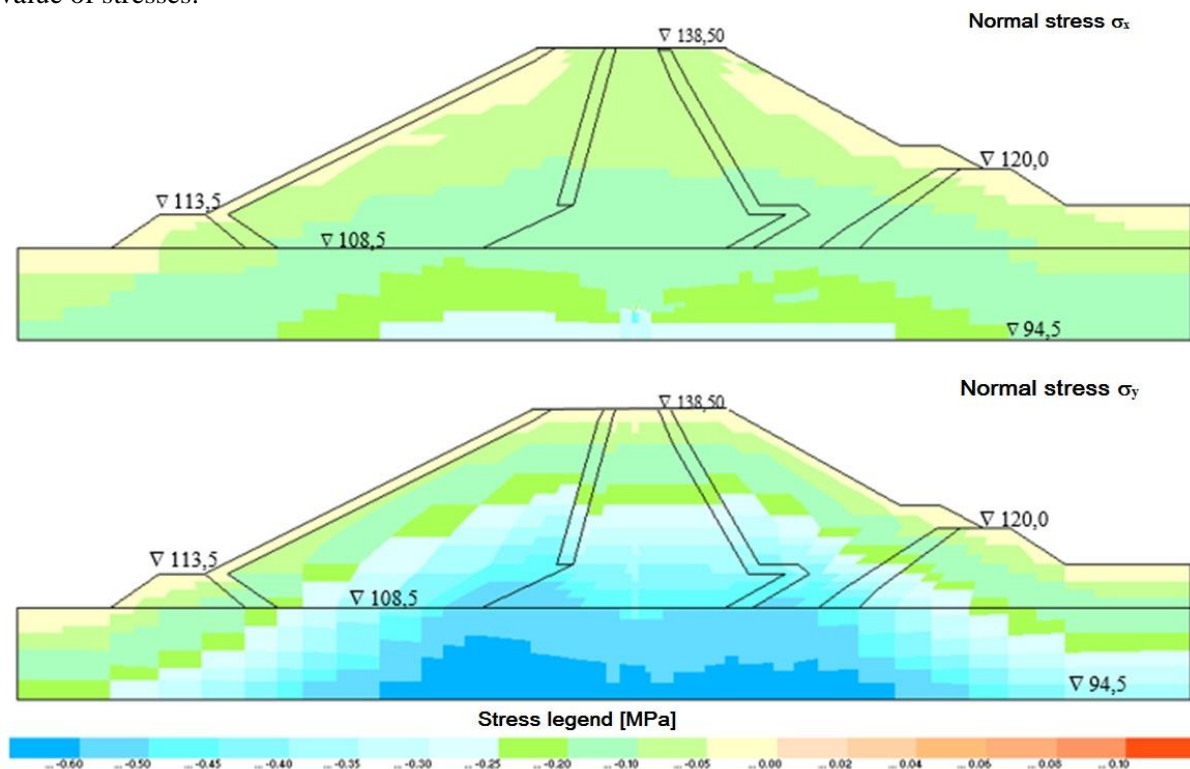 value of stresses.
Normal stress σx
∇ 138,50
∇ 120,0
∇ 113,5
∇ 108,5
∇ 94,5
Normal stress σy
∇ 138,50
∇ 120,0
∇ 113,5
∇ 108,5
∇ 94,5
Stress legend [MPa]
... -0.60 ... -0.50 ... -0.45 ... -0.40 ... -0.35 ... -0.30 ... -0.25 ... -0.20 ... -0.10 ... -0.05 ... 0.00 ... 0.02 ... 0.04 ... 0.06 ... 0.08 ... 0.10